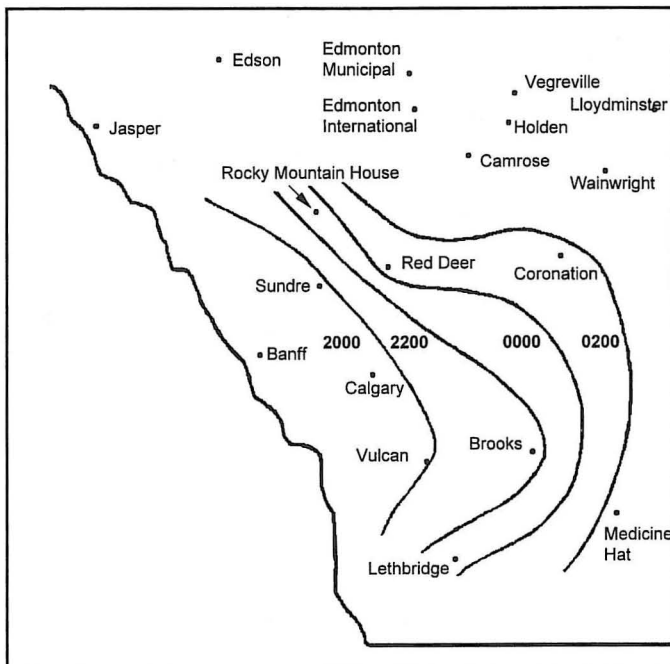 Edson
Edmonton
Municipal
Edmonton
International
Vegreville
Lloydminster
Holden
Jasper
Camrose
Rocky Mountain House
Wainwright
Red Deer
Coronation
Sundre
2000 2200 0000 0200
Banff
Calgary
Vulcan
Brooks
Medicine
Hat
Lethbridge